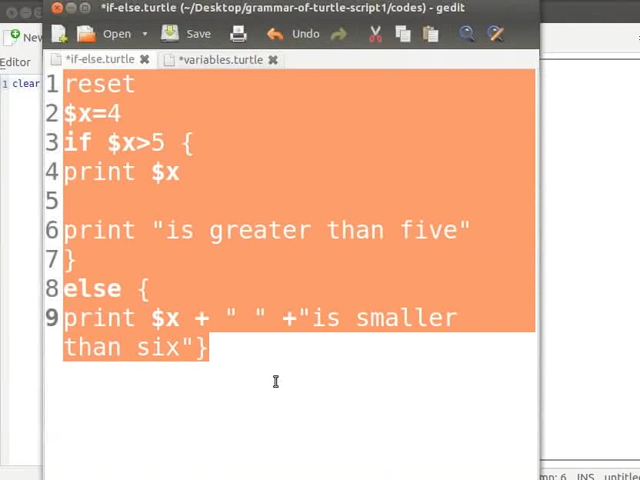 *if-else.turtle (~/Desktop/grammar-of-turtle-script1/codes) - gedit
New
Open
Save
Undo
Editor
*if-else.turtle
*variables.turtle
1 clear
1 reset
2 $x=4
3 if $x>5 {
4 print $x
5
6 print "is greater than five"
7 }
8 else {
9 print $x + " " +"is smaller
than six"}
INS